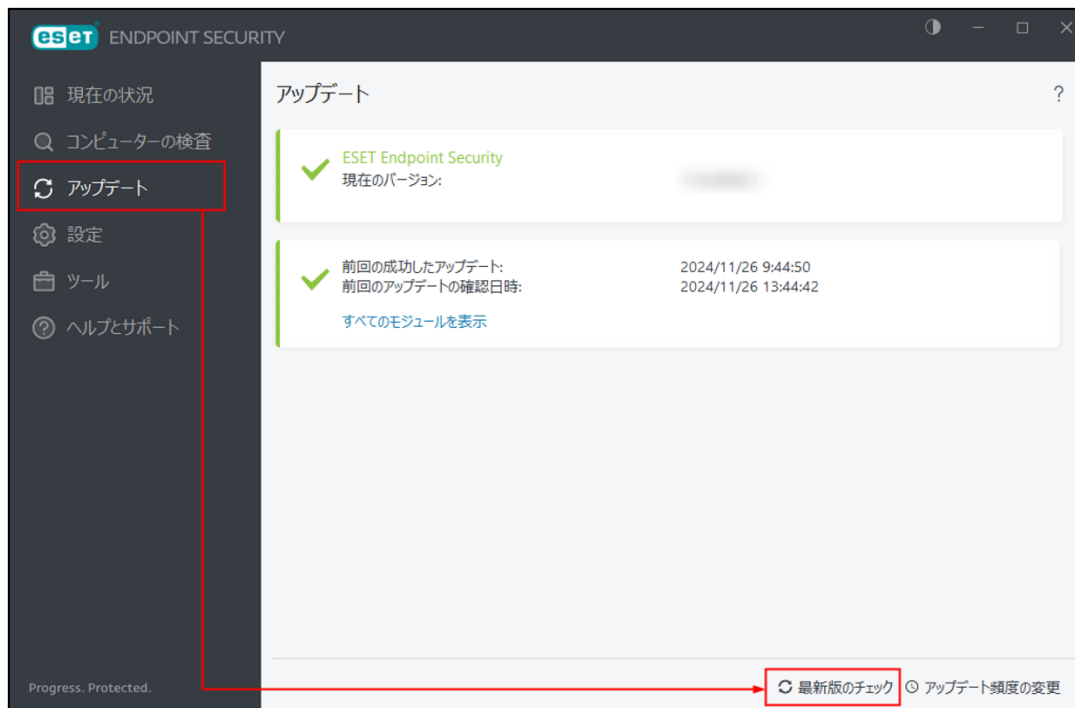 eset ENDPOINT SECURITY
現在の状況
コンピューターの検査
アップデート
設定
ツール
ヘルプとサポート
Progress. Protected.
アップデート
?
ESET Endpoint Security
現在のバージョン:
前回の成功したアップデート: 2024/11/26 9:44:50
前回のアップデートの確認日時: 2024/11/26 13:44:42
すべてのモジュールを表示
最新版のチェック アップデート頻度の変更